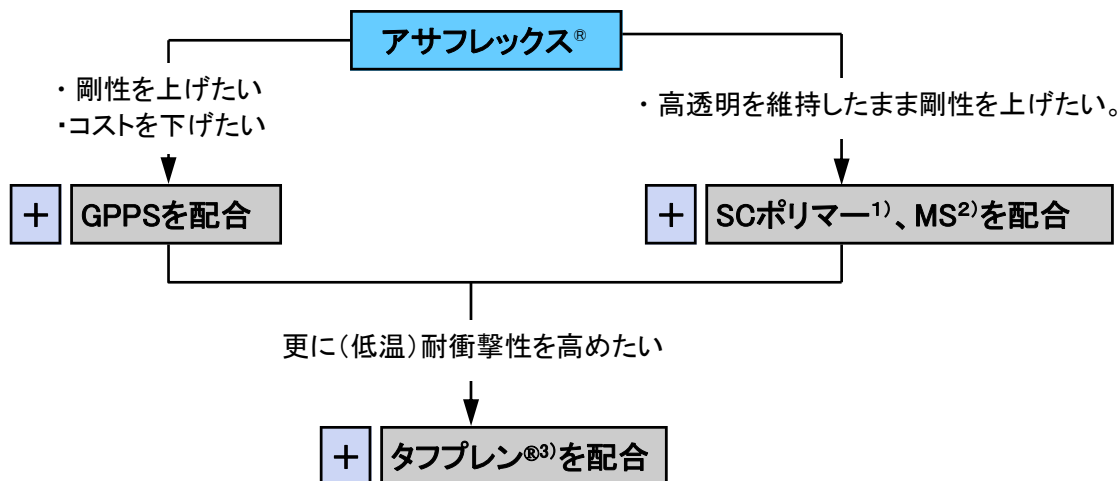 アサフレックス®
・ 剛性を上げたい
・コストを下げたい
・ 高透明を維持したまま剛性を上げたい。
+ GPPSを配合
+ SCポリマー¹⁾、MS²⁾を配合
更に(低温)耐衝撃性を高めたい
+ タフプレン®³⁾を配合